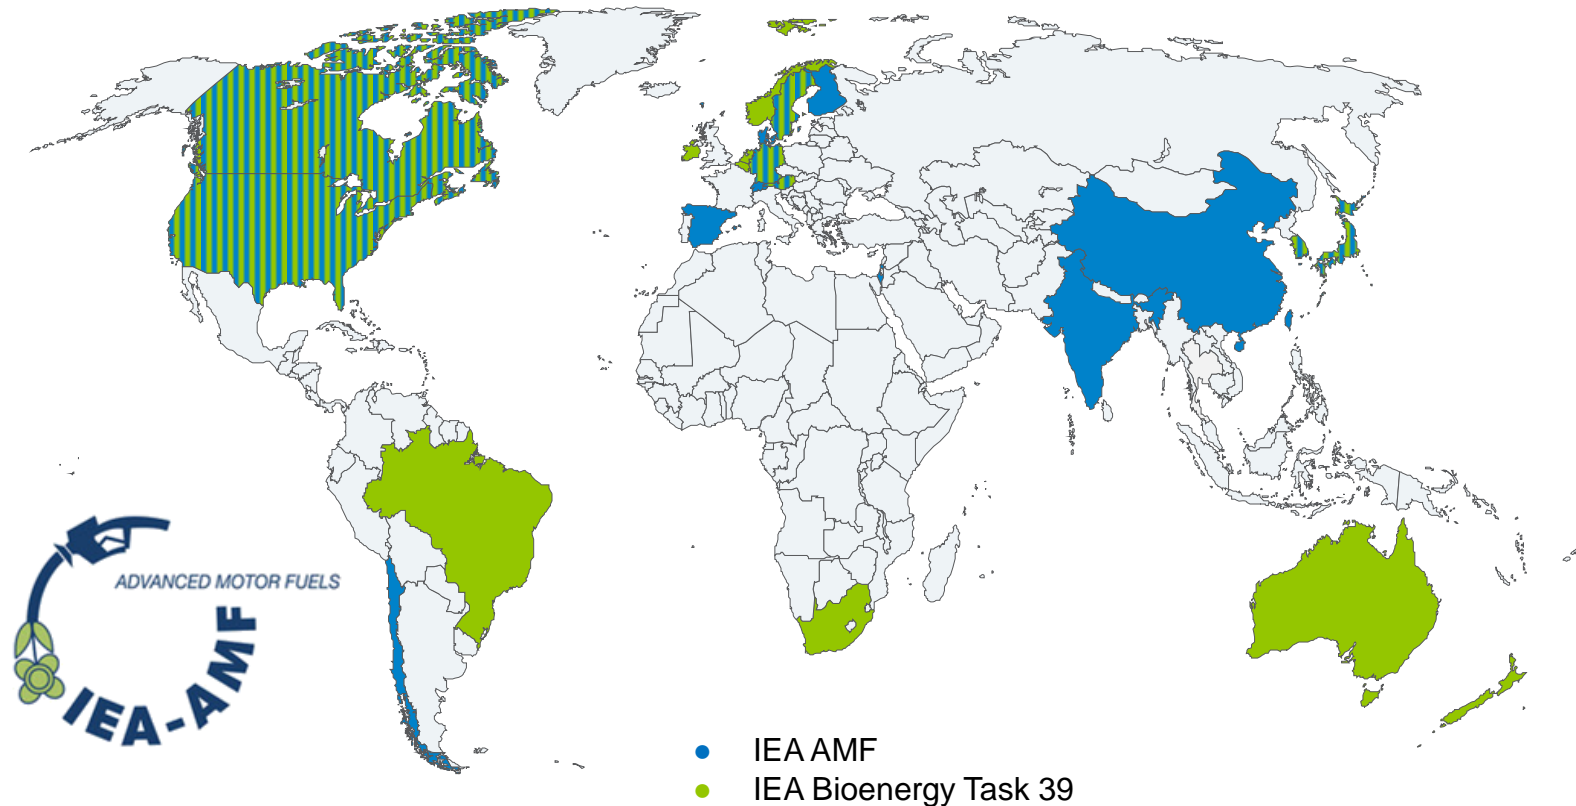 ADVANCED MOTOR FUELS
IEA-AMF
IEA AMF
IEA Bioenergy Task 39